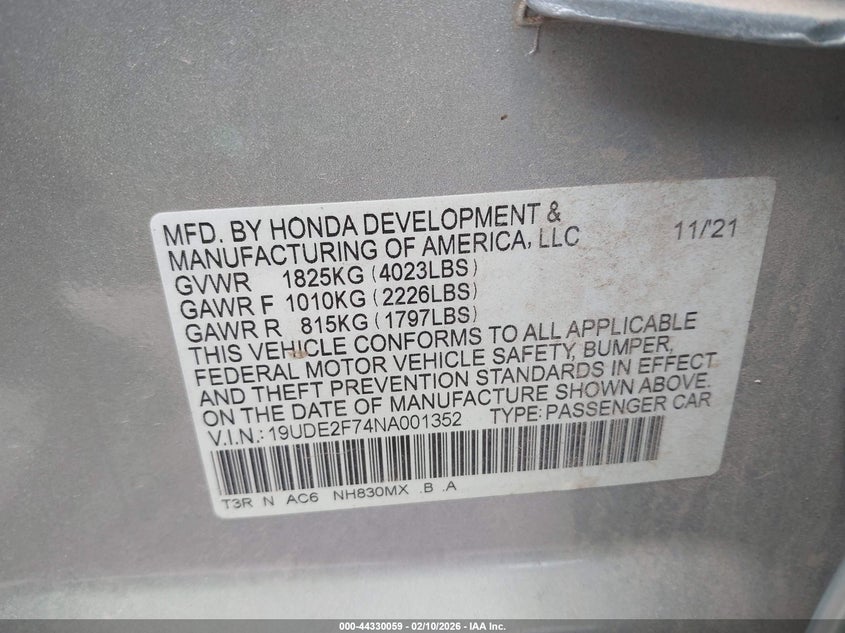 MFD. BY HONDA DEVELOPMENT &
MANUFACTURING OF AMERICA, LLC 11/'21
GVWR 1825KG (4023LBS)
GAWR F 1010KG (2226LBS)
GAWR R 815KG (1797LBS)
THIS VEHICLE CONFORMS TO ALL APPLICABLE
FEDERAL MOTOR VEHICLE SAFETY, BUMPER,
AND THEFT PREVENTION STANDARDS IN EFFECT
ON THE DATE OF MANUFACTURE SHOWN ABOVE.
V.I.N.: 19UDE2F74NA001352 TYPE: PASSENGER CAR
T3R N AC6 NH830MX .B .A
000-44330059 - 02/10/2026 - IAA Inc.